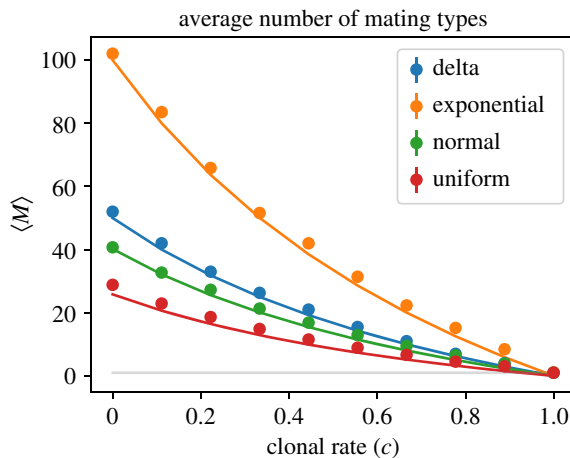 average number of mating types
100
80
60
40
20
0
⟨M⟩
delta
exponential
normal
uniform
0 0.2 0.4 0.6 0.8 1.0
clonal rate (c)